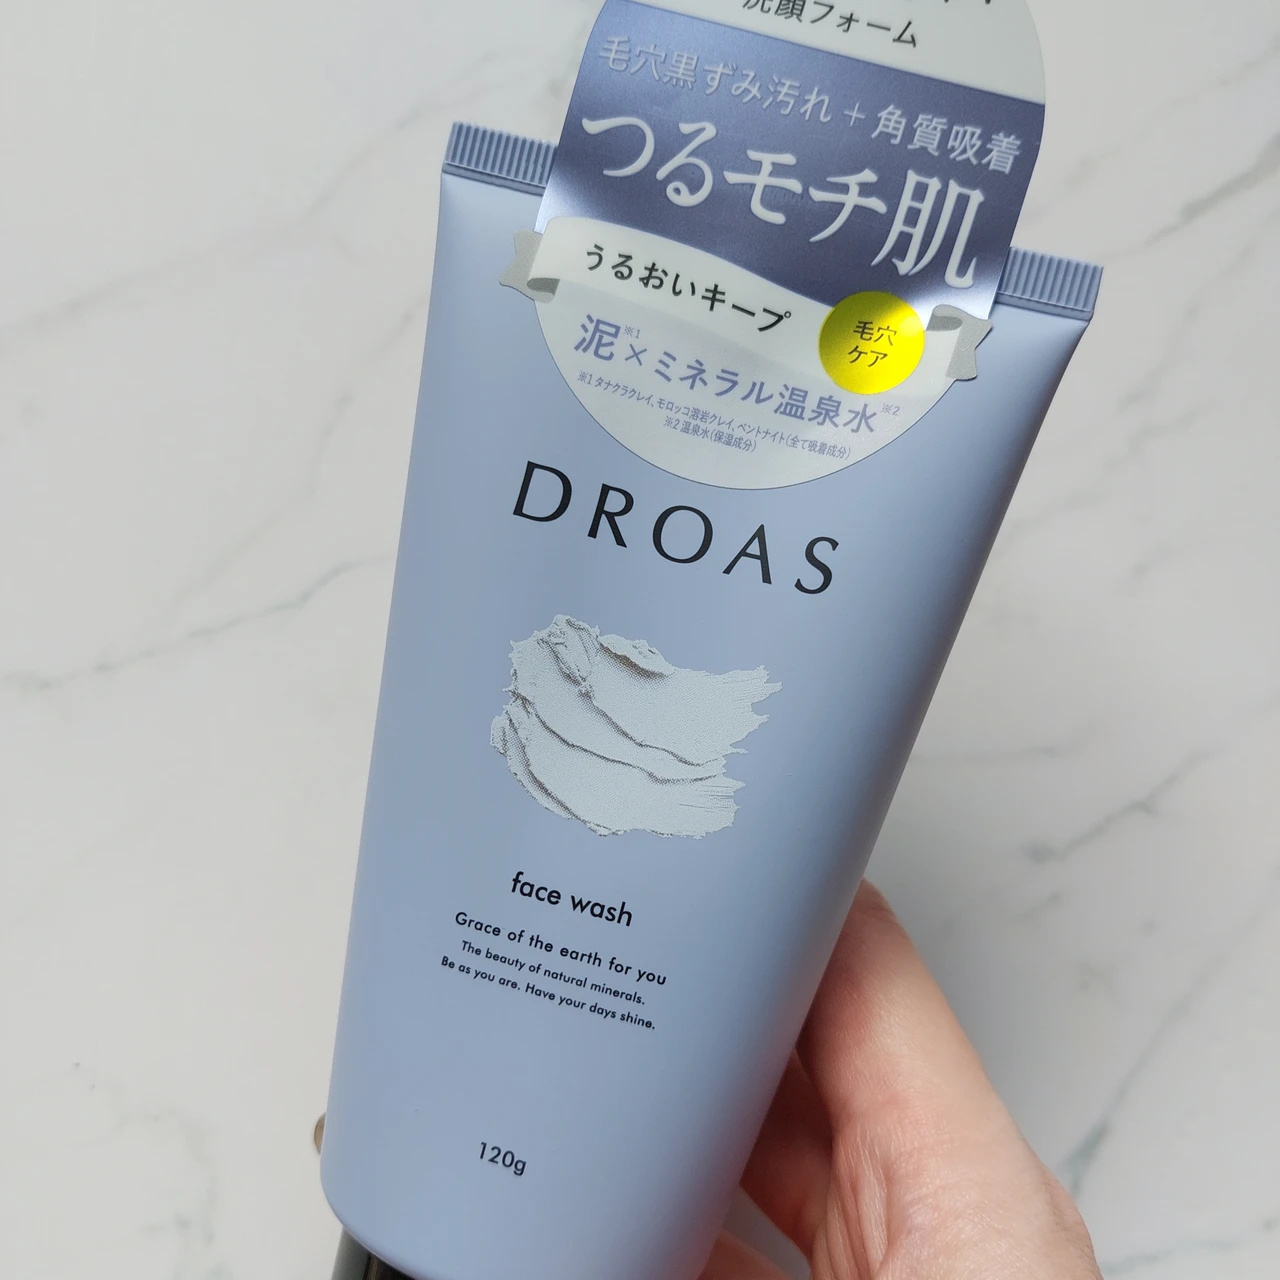 洗顔フォーム
毛穴黒ずみ汚れ+角質吸着
つるモチ肌
うるおいキープ
毛穴
ケア
泥※1×ミネラル温泉水※2
※1 タナクラクレイ、モロッコ溶岩クレイ、ベントナイト(全て吸着成分)
※2 温泉水(保湿成分)
DROAS
face wash
Grace of the earth for you
The beauty of natural minerals.
Be as you are. Have your days shine.
120g